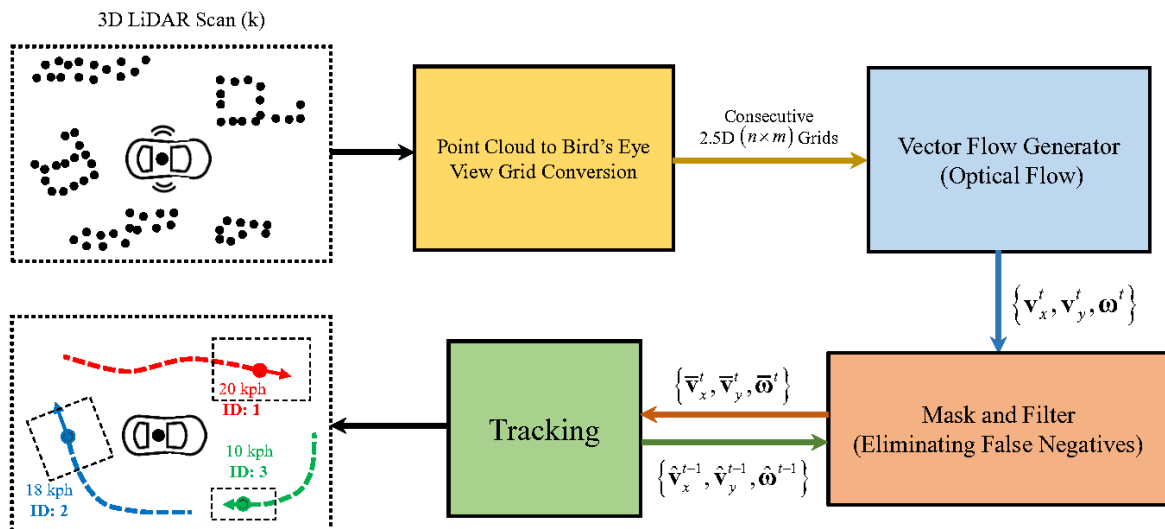 3D LiDAR Scan (k)
Point Cloud to Bird's Eye
View Grid Conversion
Consecutive
2.5D (n×m) Grids
Vector Flow Generator
(Optical Flow)
{v_x^t, v_y^t, ω^t}
Mask and Filter
(Eliminating False Negatives)
{v̅_x^t, v̅_y^t, ω̅^t}
{v̂_x^{t-1}, v̂_y^{t-1}, ω̂^{t-1}}
Tracking
20 kph
ID: 1
10 kph
ID: 3
18 kph
ID: 2